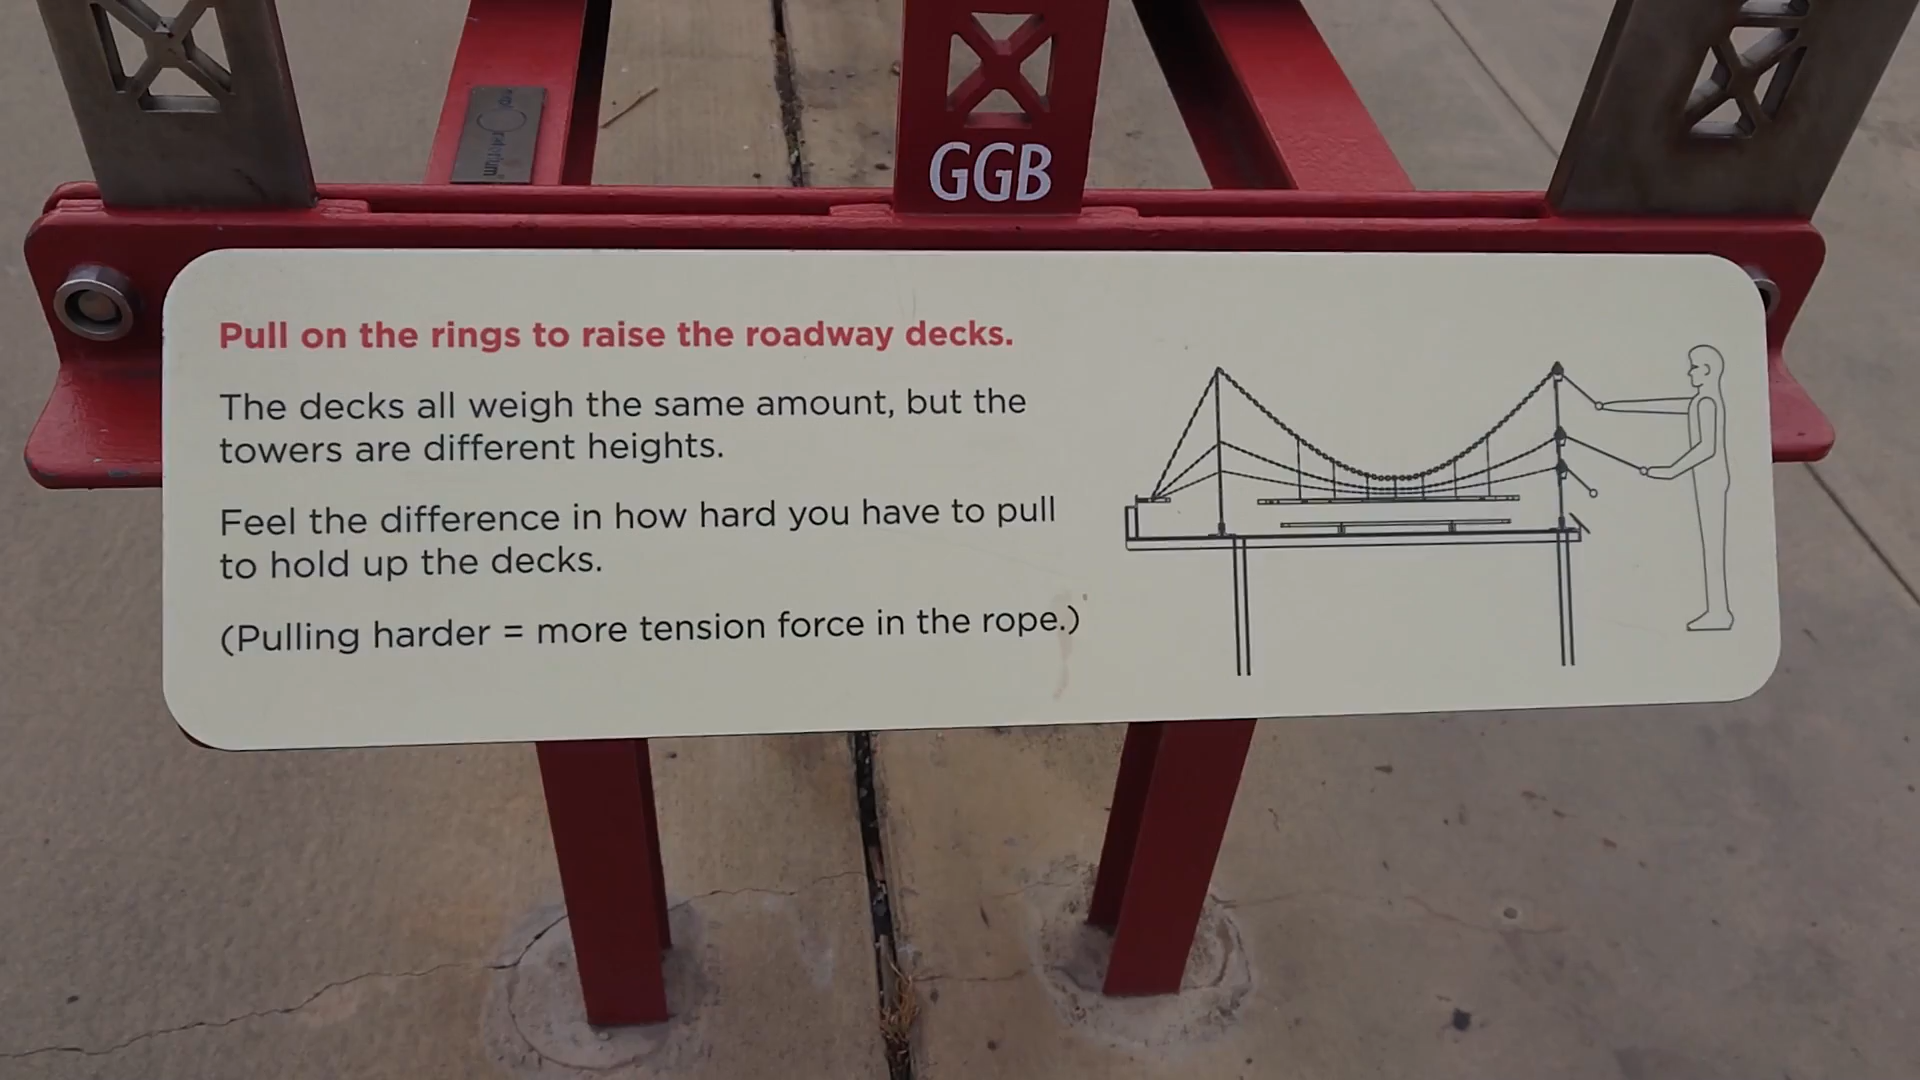 GGB
Pull on the rings to raise the roadway decks.
The decks all weigh the same amount, but the
towers are different heights.
Feel the difference in how hard you have to pull
to hold up the decks.
(Pulling harder = more tension force in the rope.)